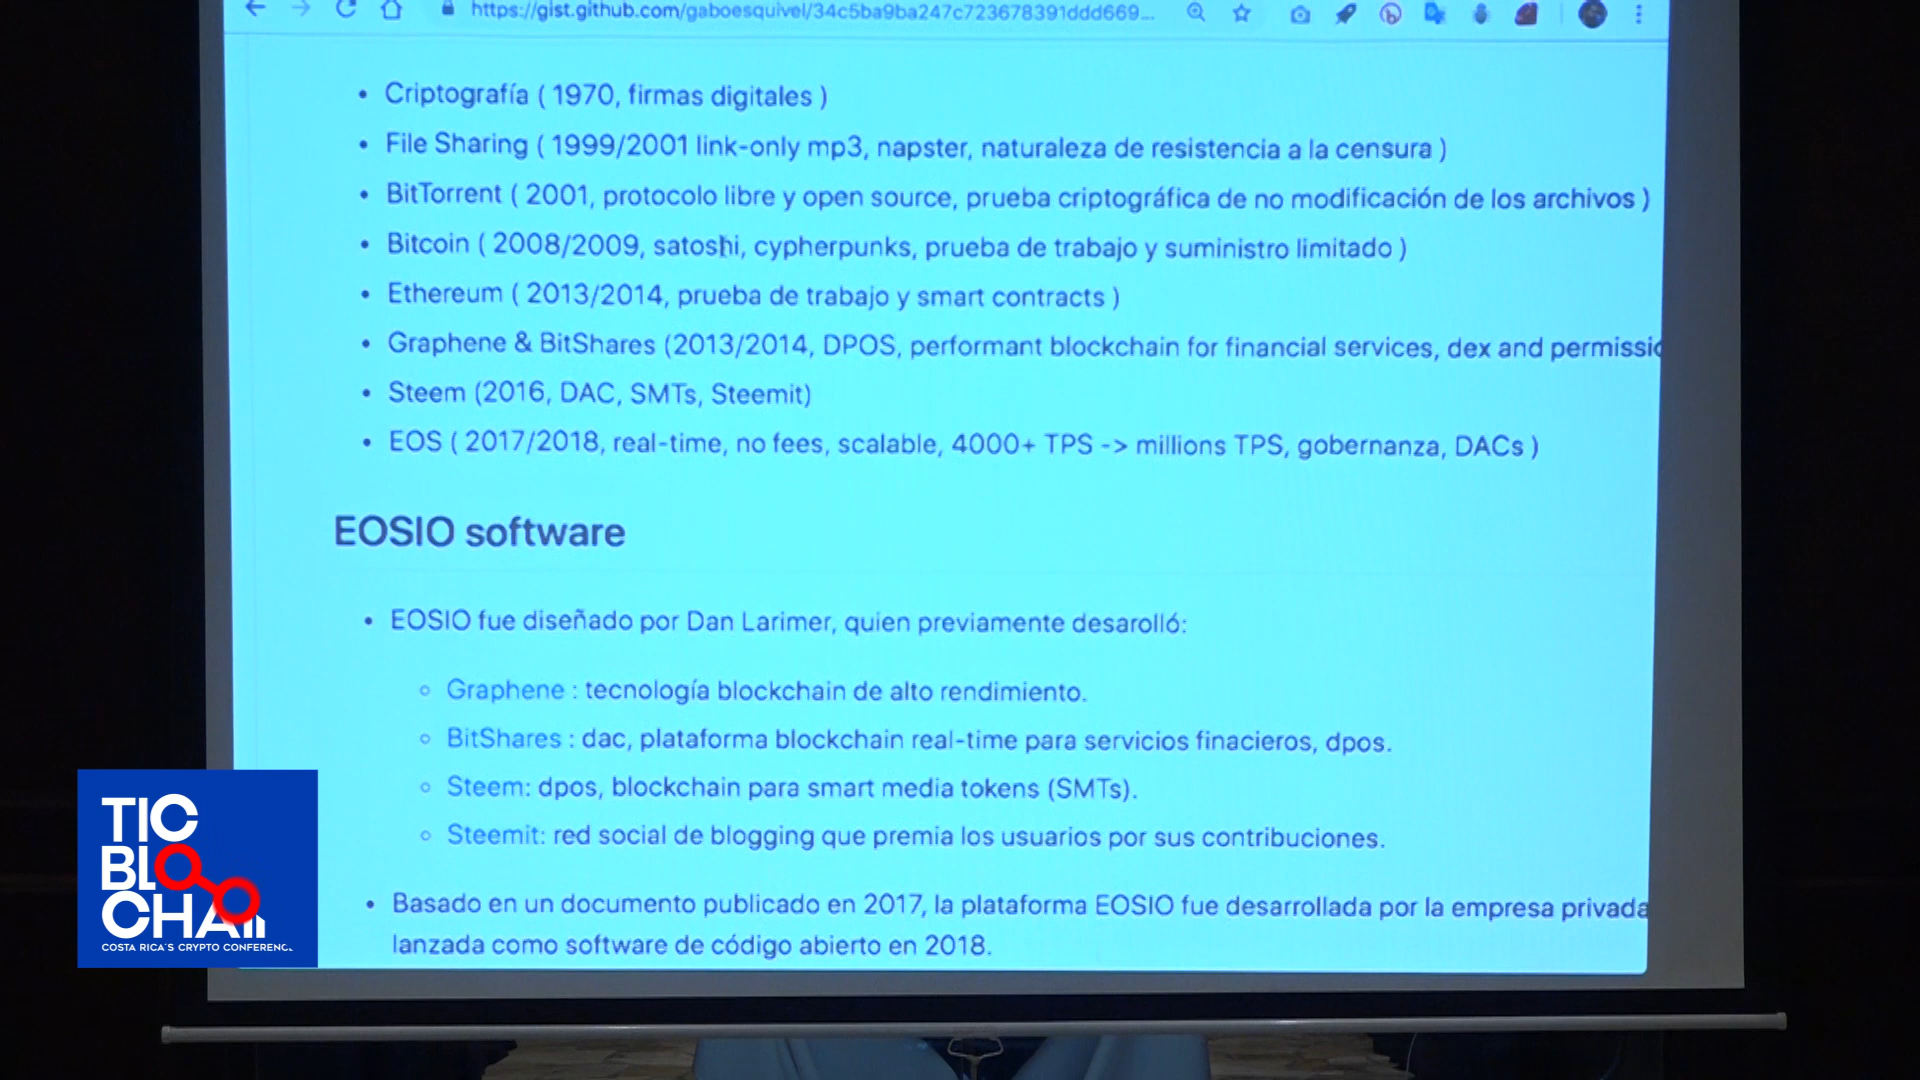 https://gist.github.com/gaboesquivel/34c5ba9ba247c723678391ddd669...
• Criptografía ( 1970, firmas digitales )
• File Sharing ( 1999/2001 link-only mp3, napster, naturaleza de resistencia a la censura )
• BitTorrent ( 2001, protocolo libre y open source, prueba criptográfica de no modificación de los archivos )
• Bitcoin ( 2008/2009, satoshi, cypherpunks, prueba de trabajo y suministro limitado )
• Ethereum ( 2013/2014, prueba de trabajo y smart contracts )
• Graphene & BitShares (2013/2014, DPOS, performant blockchain for financial services, dex and
• Steem (2016, DAC, SMTs, Steemit)
• EOS ( 2017/2018, real-time, no fees, scalable, 4000+ TPS -> millions TPS, gobernanza, DACs )
EOSIO software
• EOSIO fue diseñado por Dan Larimer, quien previamente desarolló:
◦ Graphene : tecnología blockchain de alto rendimiento.
◦ BitShares : dac, plataforma blockchain real-time para servicios finacieros, dpos.
◦ Steem: dpos, blockchain para smart media tokens (SMTs).
◦ Steemit: red social de blogging que premia los usuarios por sus contribuciones.
• Basado en un documento publicado en 2017, la plataforma EOSIO fue desarrollada por la empresa privada
lanzada como software de código abierto en 2018.
TIC
BLO
CHAIN
COSTA RICA'S CRYPTO CONFERENCE